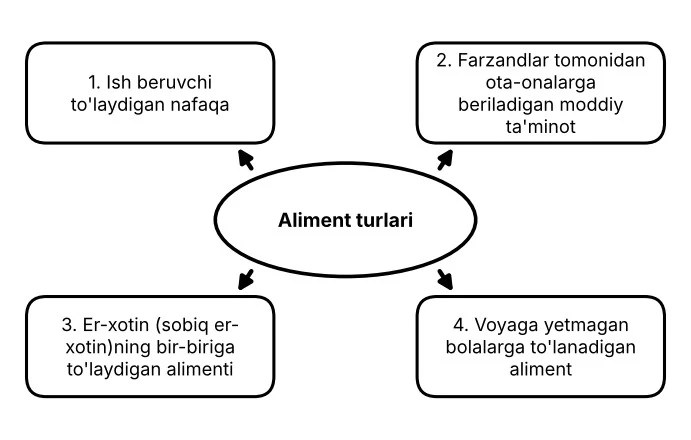 1. Ish beruvchi
to'laydigan nafaqa
2. Farzandlar tomonidan
ota-onalarga
beriladigan moddiy
ta'minot
Aliment turlari
3. Er-xotin (sobiq er-
xotin)ning bir-biriga
to'laydigan alimenti
4. Voyaga yetmagan
bolalarga to'lanadigan
aliment